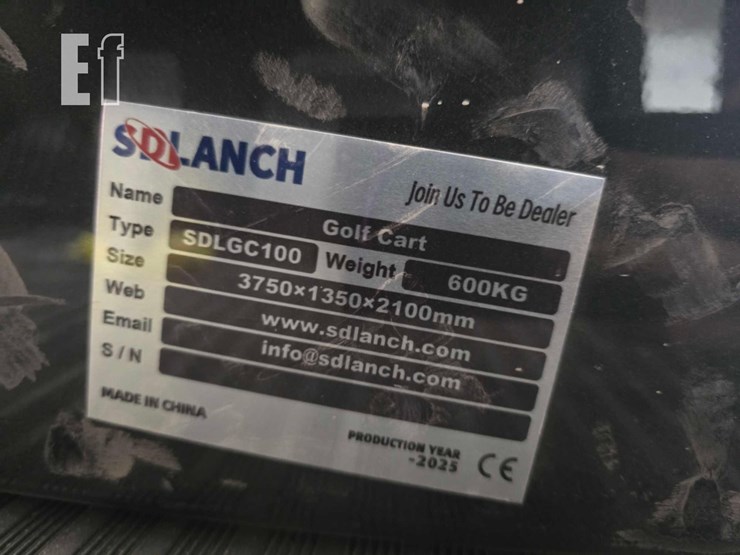 Ef
SDLANCH
Join Us To Be Dealer
Name Golf Cart
Type SDLGC100 Weight 600KG
Size 3750×1350×2100mm
Web www.sdlanch.com
Email info@sdlanch.com
S/N
MADE IN CHINA
PRODUCTION YEAR
-2025 CE